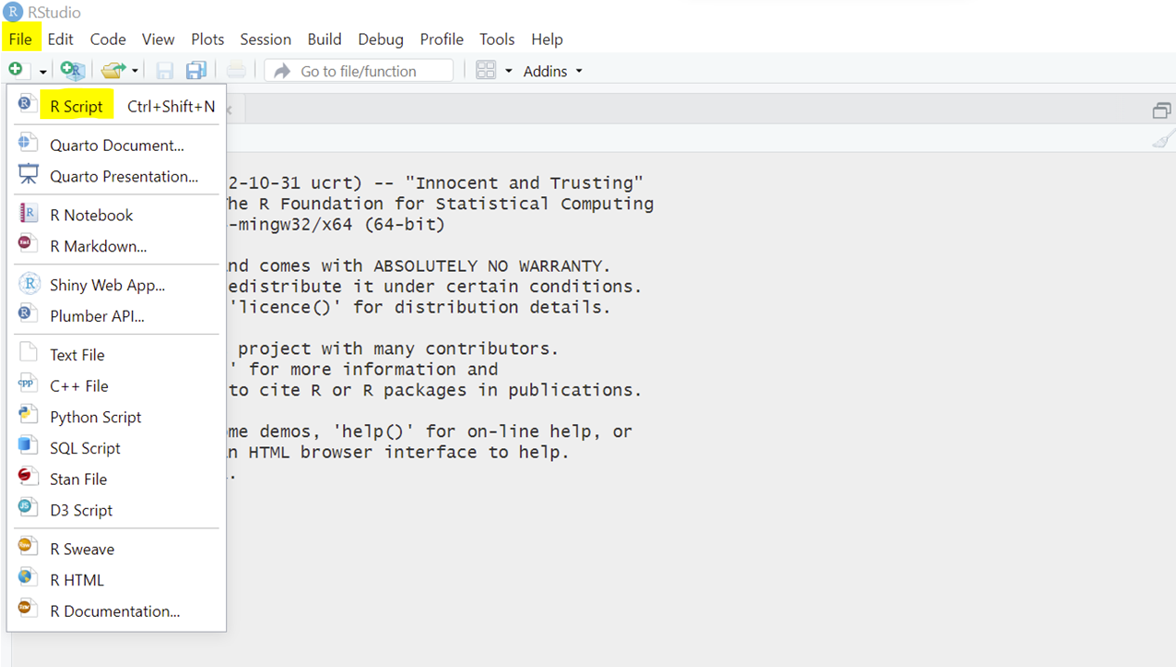 RStudio
File Edit Code View Plots Session Build Debug Profile Tools Help
Go to file/function Addins
R Script Ctrl+Shift+N
Quarto Document...
Quarto Presentation...
R Notebook
R Markdown...
Shiny Web App...
Plumber API...
Text File
C++ File
Python Script
SQL Script
Stan File
D3 Script
R Sweave
R HTML
R Documentation...
2-10-31 ucrt) -- "Innocent and Trusting"
The R Foundation for Statistical Computing
-mingw32/x64 (64-bit)
and comes with ABSOLUTELY NO WARRANTY.
redistribute it under certain conditions.
'licence()' for distribution details.
project with many contributors.
' for more information and
to cite R or R packages in publications.
me demos, 'help()' for on-line help, or
n HTML browser interface to help.
.